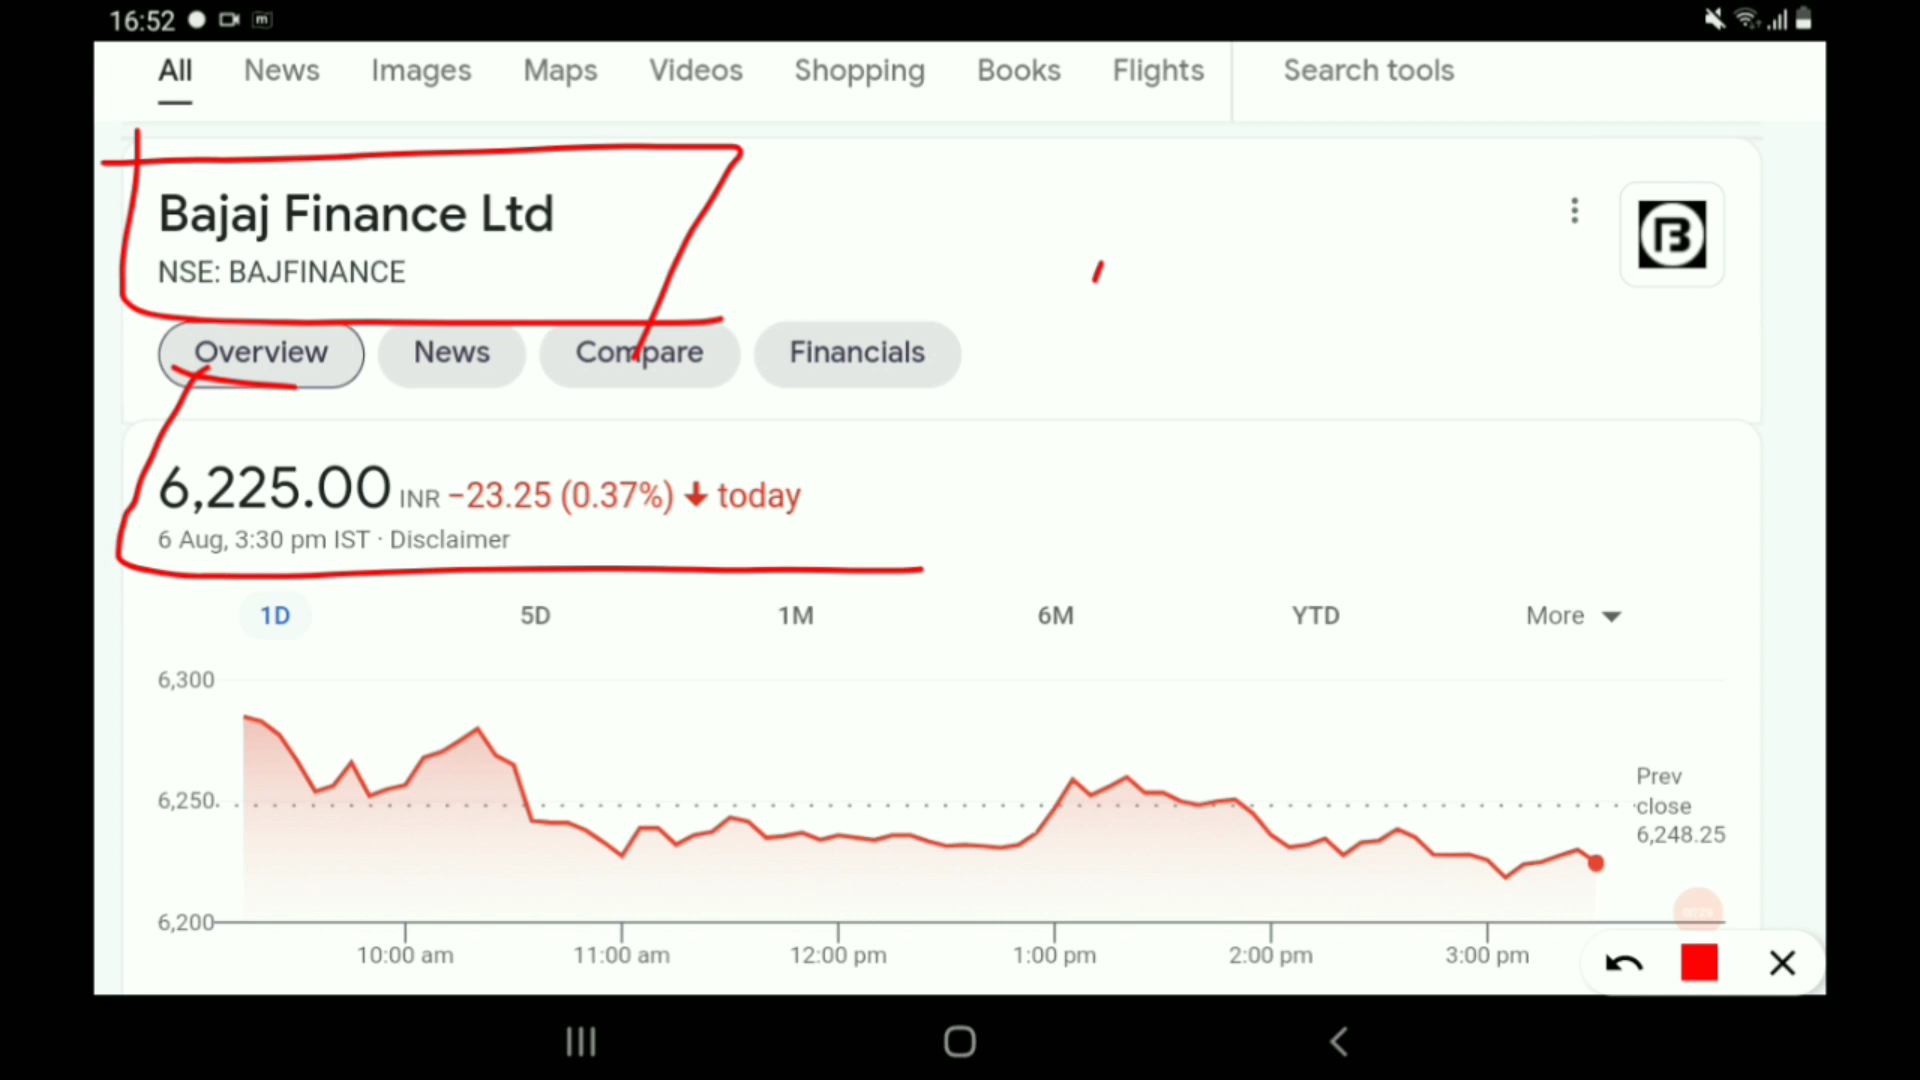 16:52
All News Images Maps Videos Shopping Books Flights Search tools
Bajaj Finance Ltd
NSE: BAJFINANCE
Overview News Compare Financials
6,225.00 INR −23.25 (0.37%) ↓ today
6 Aug, 3:30 pm IST · Disclaimer
1D 5D 1M 6M YTD More
6,300
6,250
6,200
Prev
close
6,248.25
10:00 am 11:00 am 12:00 pm 1:00 pm 2:00 pm 3:00 pm